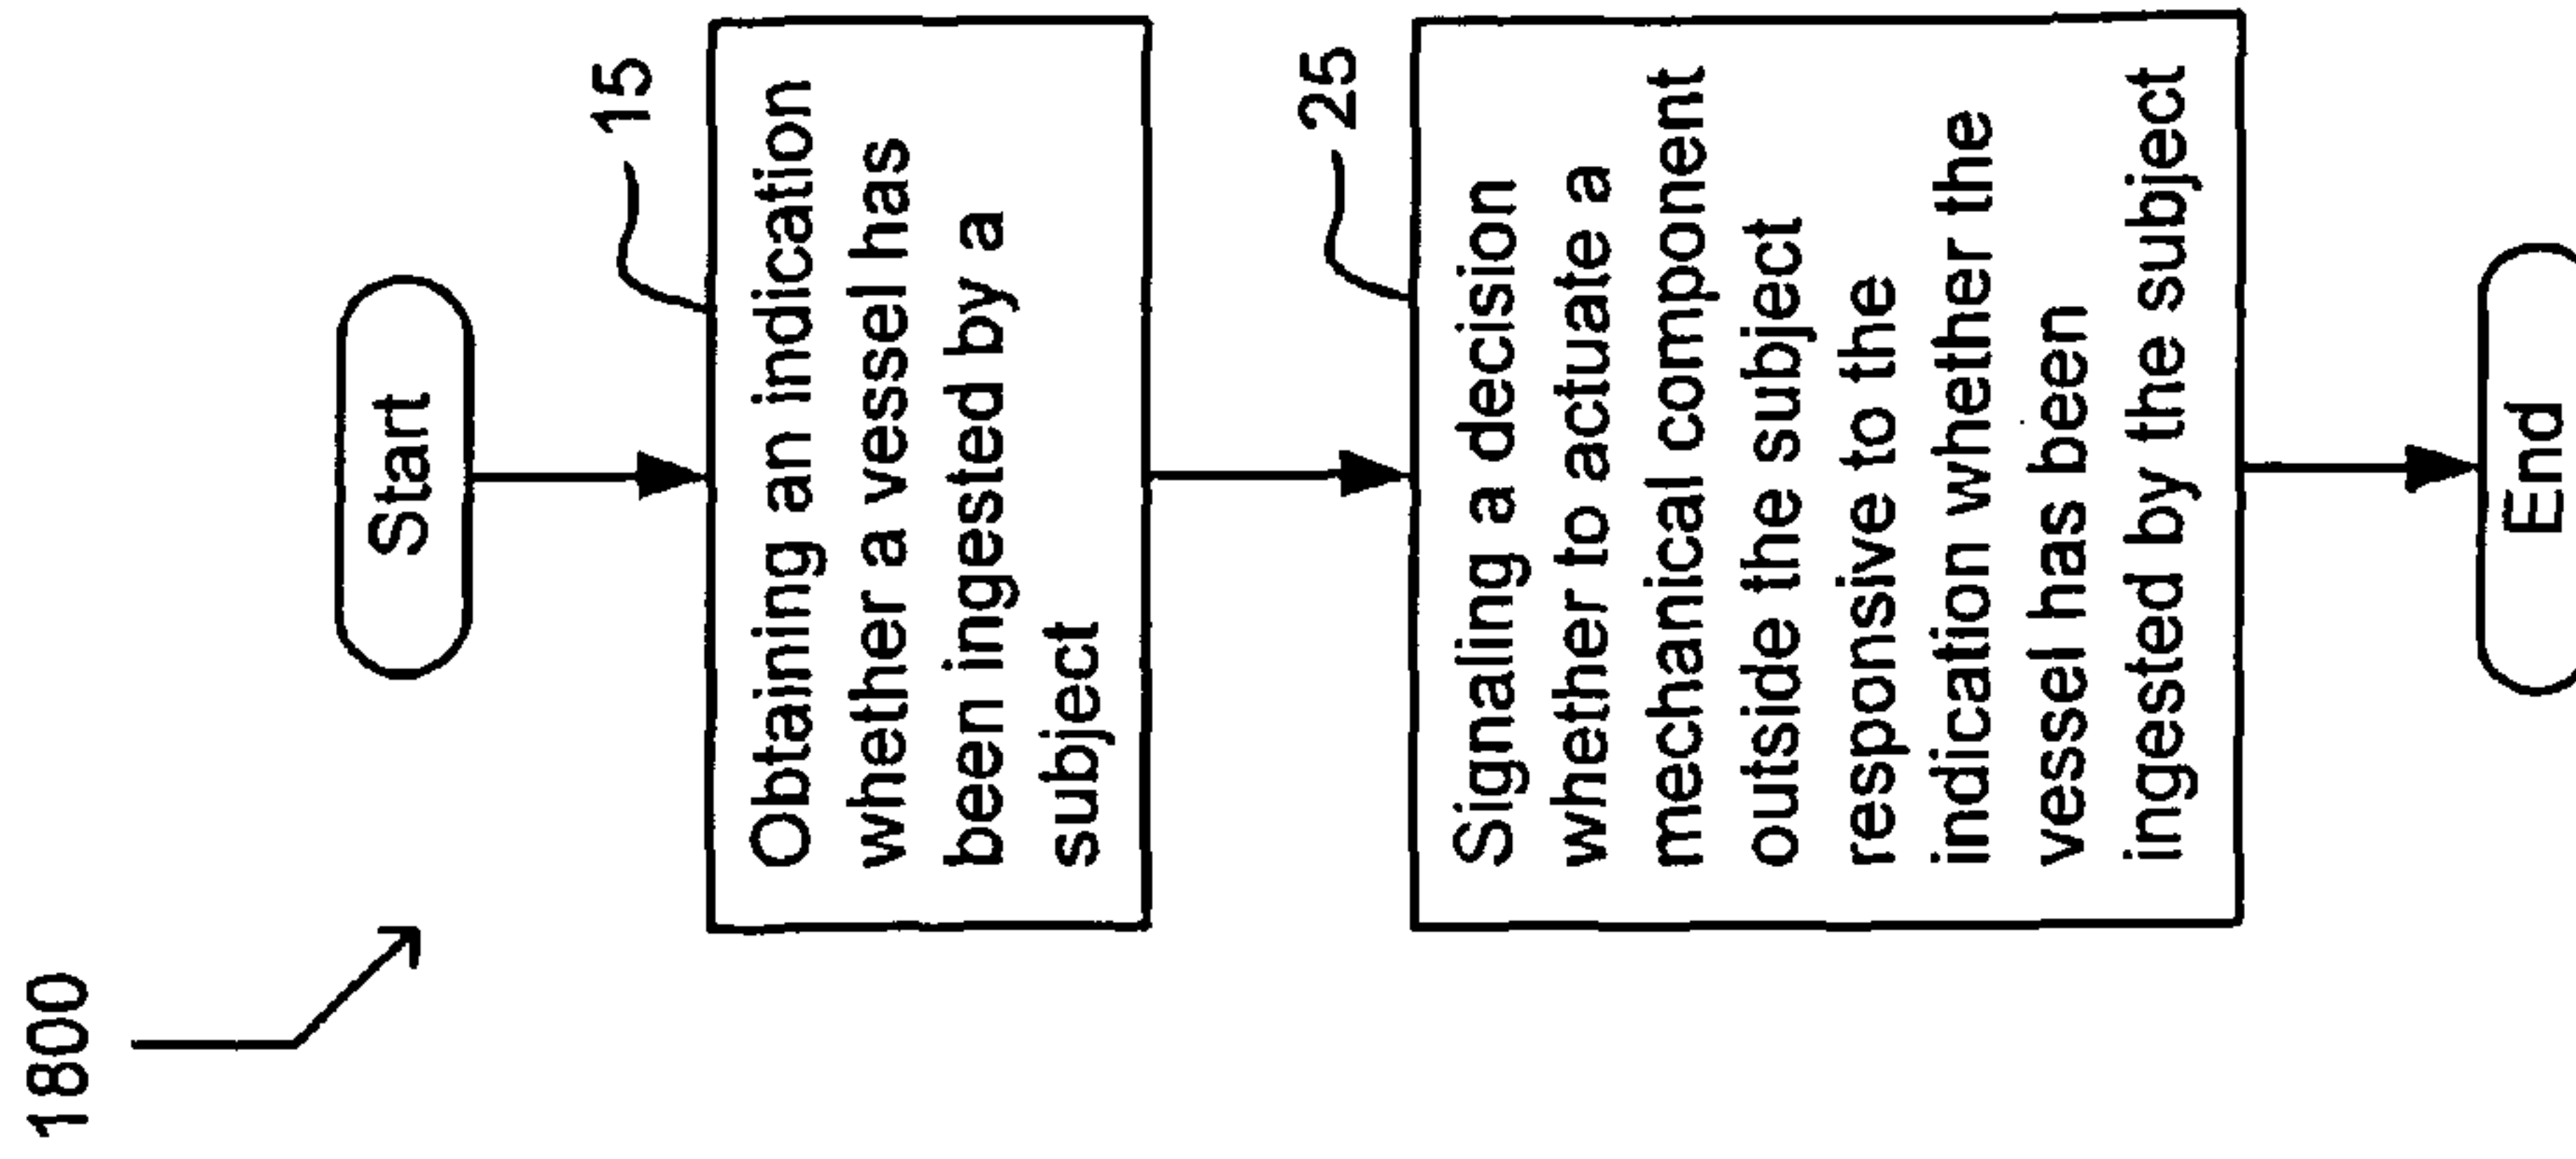 1800
Start
15
Obtaining an indication
whether a vessel has
been ingested by a
subject
25
Signaling a decision
whether to actuate a
mechanical component
outside the subject
responsive to the
indication whether the
vessel has been
ingested by the subject
End